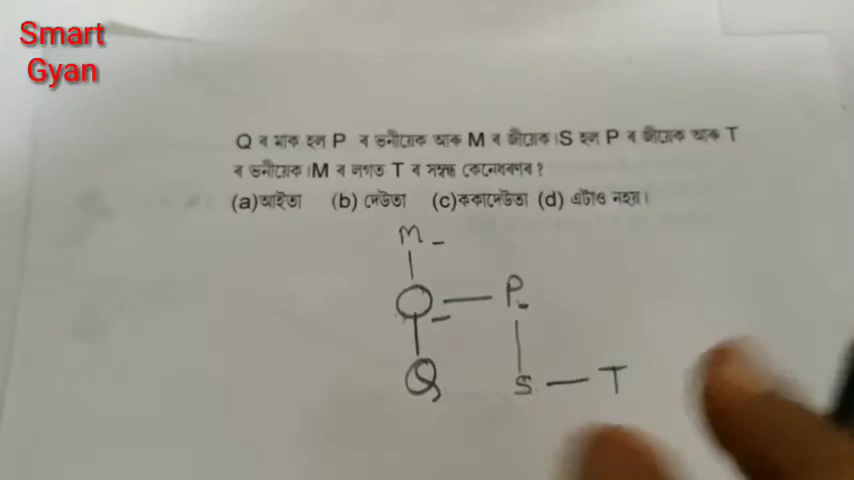 Smart
Gyan
Q ৰ মাক হল P ৰ ভনীয়েক আৰু M ৰ জীয়েক।S হল P ৰ জীয়েক আৰু T
ৰ ভনীয়েক।M ৰ লগত T ৰ সম্বন্ধ কেনেধৰণৰ?
(a)আইতা (b) দেউতা (c)ককাদেউতা (d) এটাও নহয়।
M -
O - P -
Q S - T